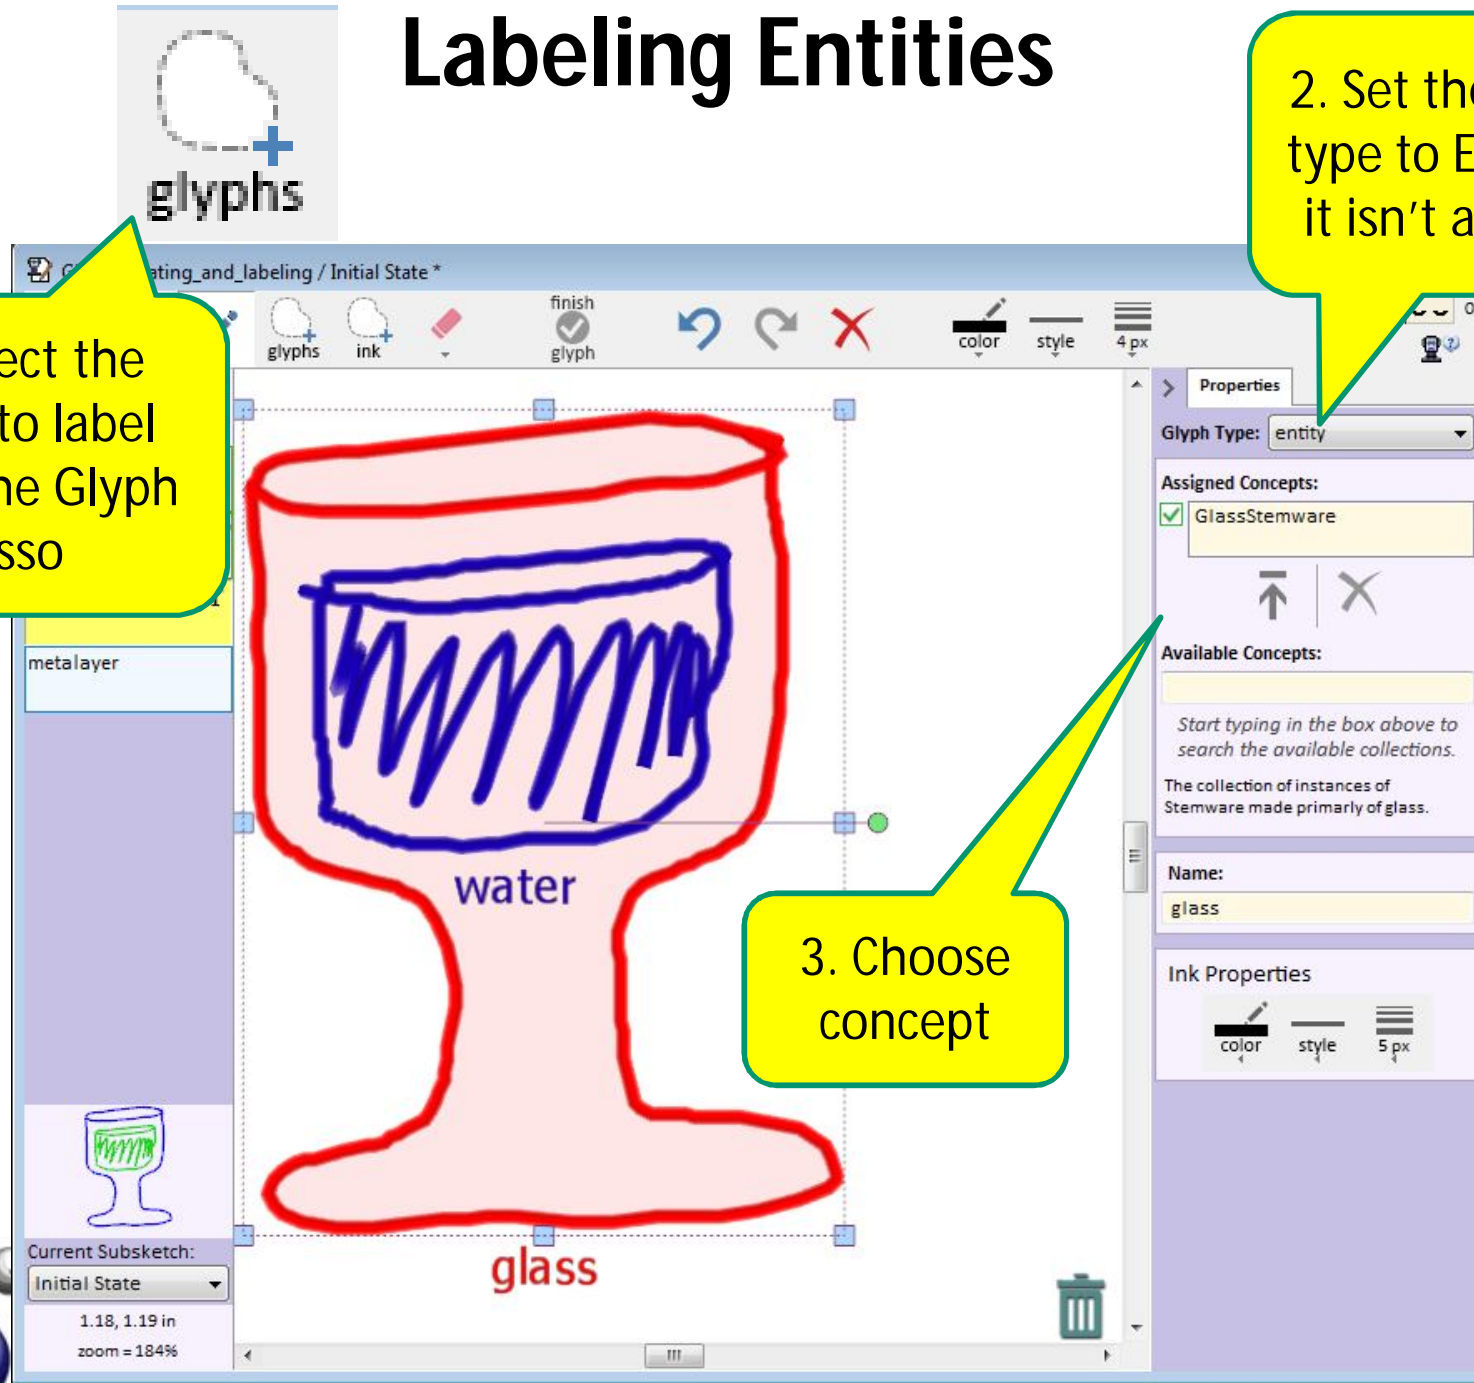 Labeling Entities
glyphs
2. Set the
type to E
it isn't a
ating_and_labeling / Initial State *
glyphs
ink
finish
glyph
color
style
4 px
ect the
to label
he Glyph
sso
metalayer
water
glass
3. Choose
concept
Properties
Glyph Type: entity
Assigned Concepts:
GlassStemware
Available Concepts:
Start typing in the box above to
search the available collections.
The collection of instances of
Stemware made primarly of glass.
Name:
glass
Ink Properties
color
style
5 px
Current Subsketch:
Initial State
1.18, 1.19 in
zoom = 184%